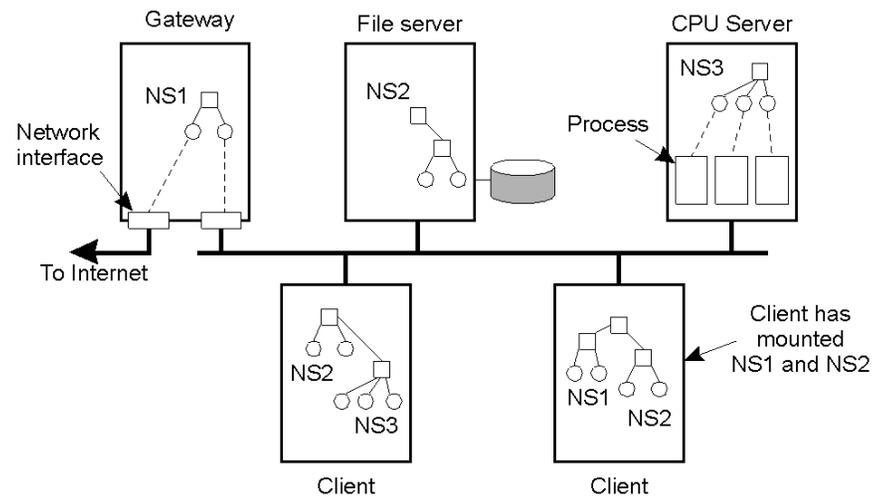 Gateway
File server
CPU Server
NS1
NS2
NS3
Network
interface
Process
To Internet
NS2
NS3
Client
NS1
NS2
Client
Client has
mounted
NS1 and NS2